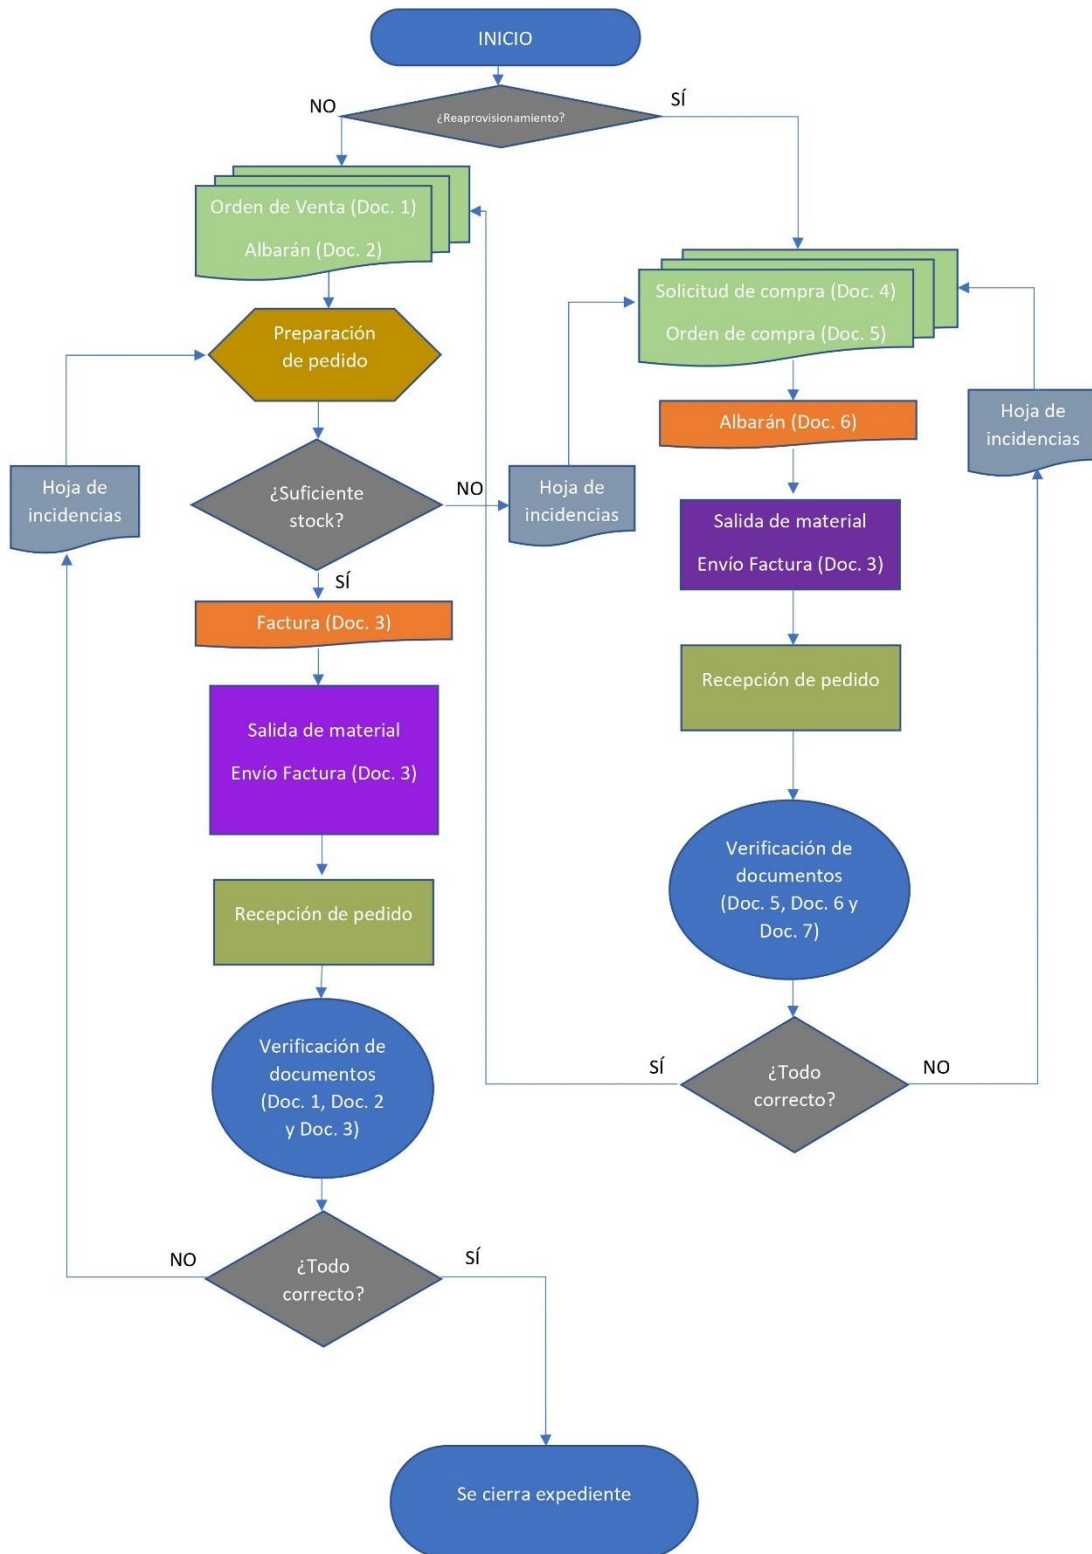 INICIO
¿Reaprovisionamiento?
NO
SÍ
Orden de Venta (Doc. 1)
Albarán (Doc. 2)
Solicitud de compra (Doc. 4)
Orden de compra (Doc. 5)
Preparación
de pedido
Albarán (Doc. 6)
Hoja de
incidencias
Hoja de
incidencias
¿Suficiente
stock?
NO
Hoja de
incidencias
Salida de material
Envío Factura (Doc. 3)
SÍ
Factura (Doc. 3)
Recepción de pedido
Salida de material
Envío Factura (Doc. 3)
Verificación de
documentos
(Doc. 5, Doc. 6 y
Doc. 7)
Recepción de pedido
Verificación de
documentos
(Doc. 1, Doc. 2
y Doc. 3)
SÍ
¿Todo
correcto?
NO
NO
¿Todo
correcto?
SÍ
Se cierra expediente